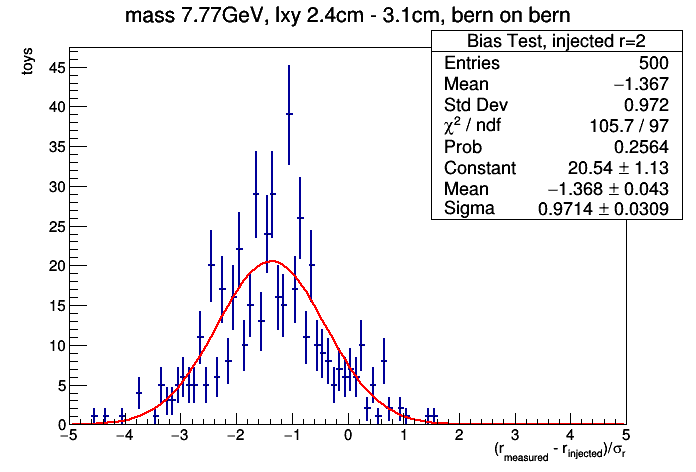 mass 7.77GeV, lxy 2.4cm - 3.1cm, bern on bern
Bias Test, injected r=2
Entries 500
Mean −1.367
Std Dev 0.972
χ² / ndf 105.7 / 97
Prob 0.2564
Constant 20.54 ± 1.13
Mean −1.368 ± 0.043
Sigma 0.9714 ± 0.0309
toys
45
40
35
30
25
20
15
10
5
0
−5 −4 −3 −2 −1 0 1 2 3 4 5
(r_measured - r_injected)/σ_r